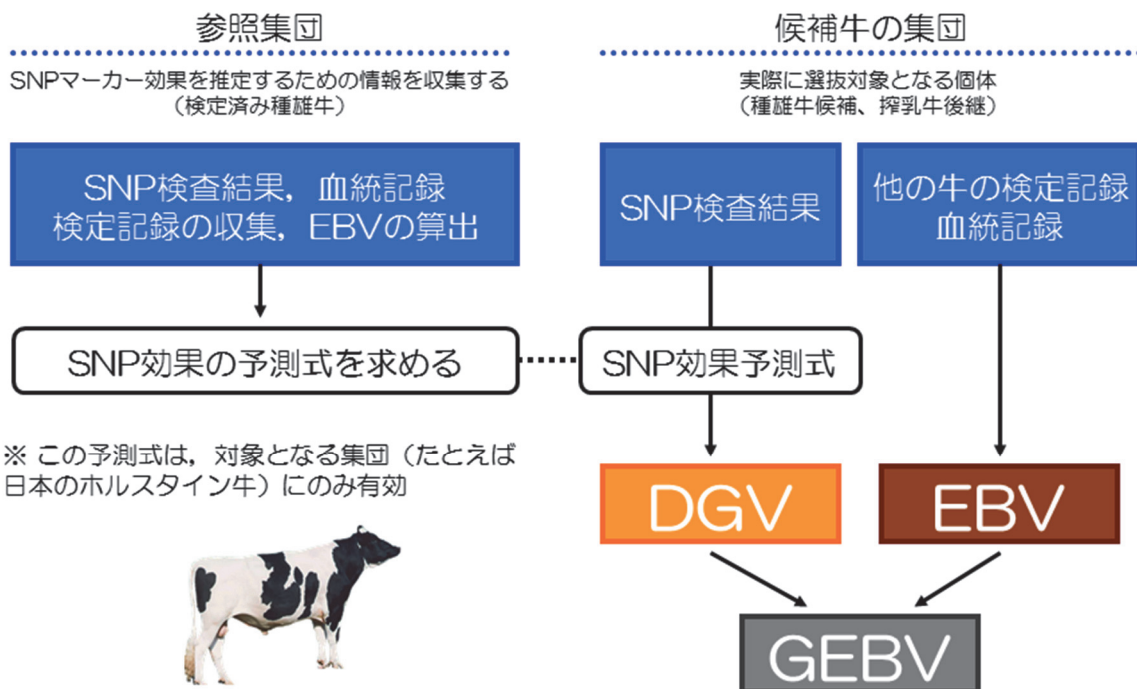 参照集団
SNPマーカー効果を推定するための情報を収集する
（検定済み種雄牛）
SNP検査結果，血統記録
検定記録の収集，EBVの算出
SNP効果の予測式を求める
※ この予測式は，対象となる集団（たとえば
日本のホルスタイン牛）にのみ有効
候補牛の集団
実際に選抜対象となる個体
（種雄牛候補、搾乳牛後継）
SNP検査結果
他の牛の検定記録
血統記録
SNP効果予測式
DGV
EBV
GEBV